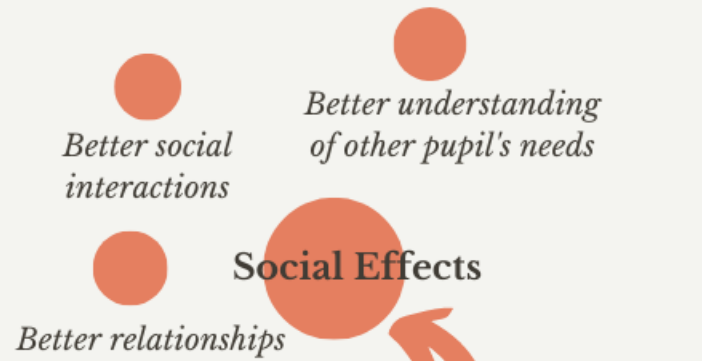 Better understanding
of other pupil's needs
Better social
interactions
Social Effects
Better relationships